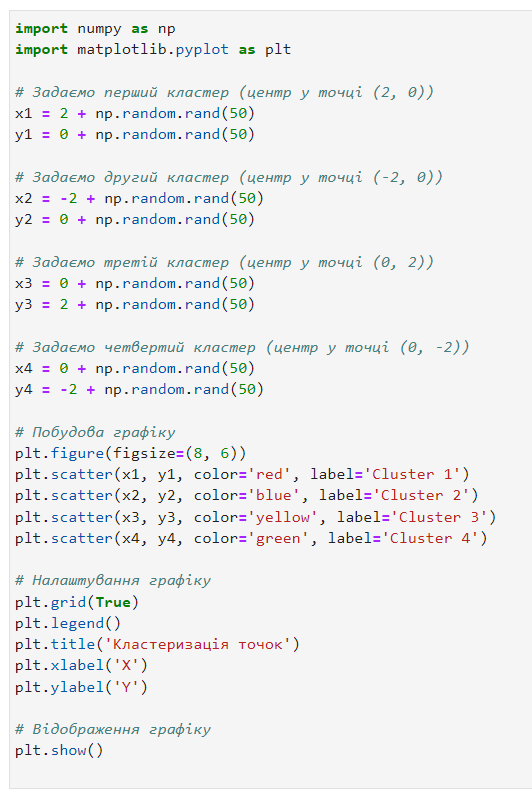 import numpy as np
import matplotlib.pyplot as plt
# Задаємо перший кластер (центр у точці (2, 0))
x1 = 2 + np.random.rand(50)
y1 = 0 + np.random.rand(50)
# Задаємо другий кластер (центр у точці (-2, 0))
x2 = -2 + np.random.rand(50)
y2 = 0 + np.random.rand(50)
# Задаємо третій кластер (центр у точці (0, 2))
x3 = 0 + np.random.rand(50)
y3 = 2 + np.random.rand(50)
# Задаємо четвертий кластер (центр у точці (0, -2))
x4 = 0 + np.random.rand(50)
y4 = -2 + np.random.rand(50)
# Побудова графіку
plt.figure(figsize=(8, 6))
plt.scatter(x1, y1, color='red', label='Cluster 1')
plt.scatter(x2, y2, color='blue', label='Cluster 2')
plt.scatter(x3, y3, color='yellow', label='Cluster 3')
plt.scatter(x4, y4, color='green', label='Cluster 4')
# Налаштування графіку
plt.grid(True)
plt.legend()
plt.title('Кластеризація точок')
plt.xlabel('X')
plt.ylabel('Y')
# Відображення графіку
plt.show()